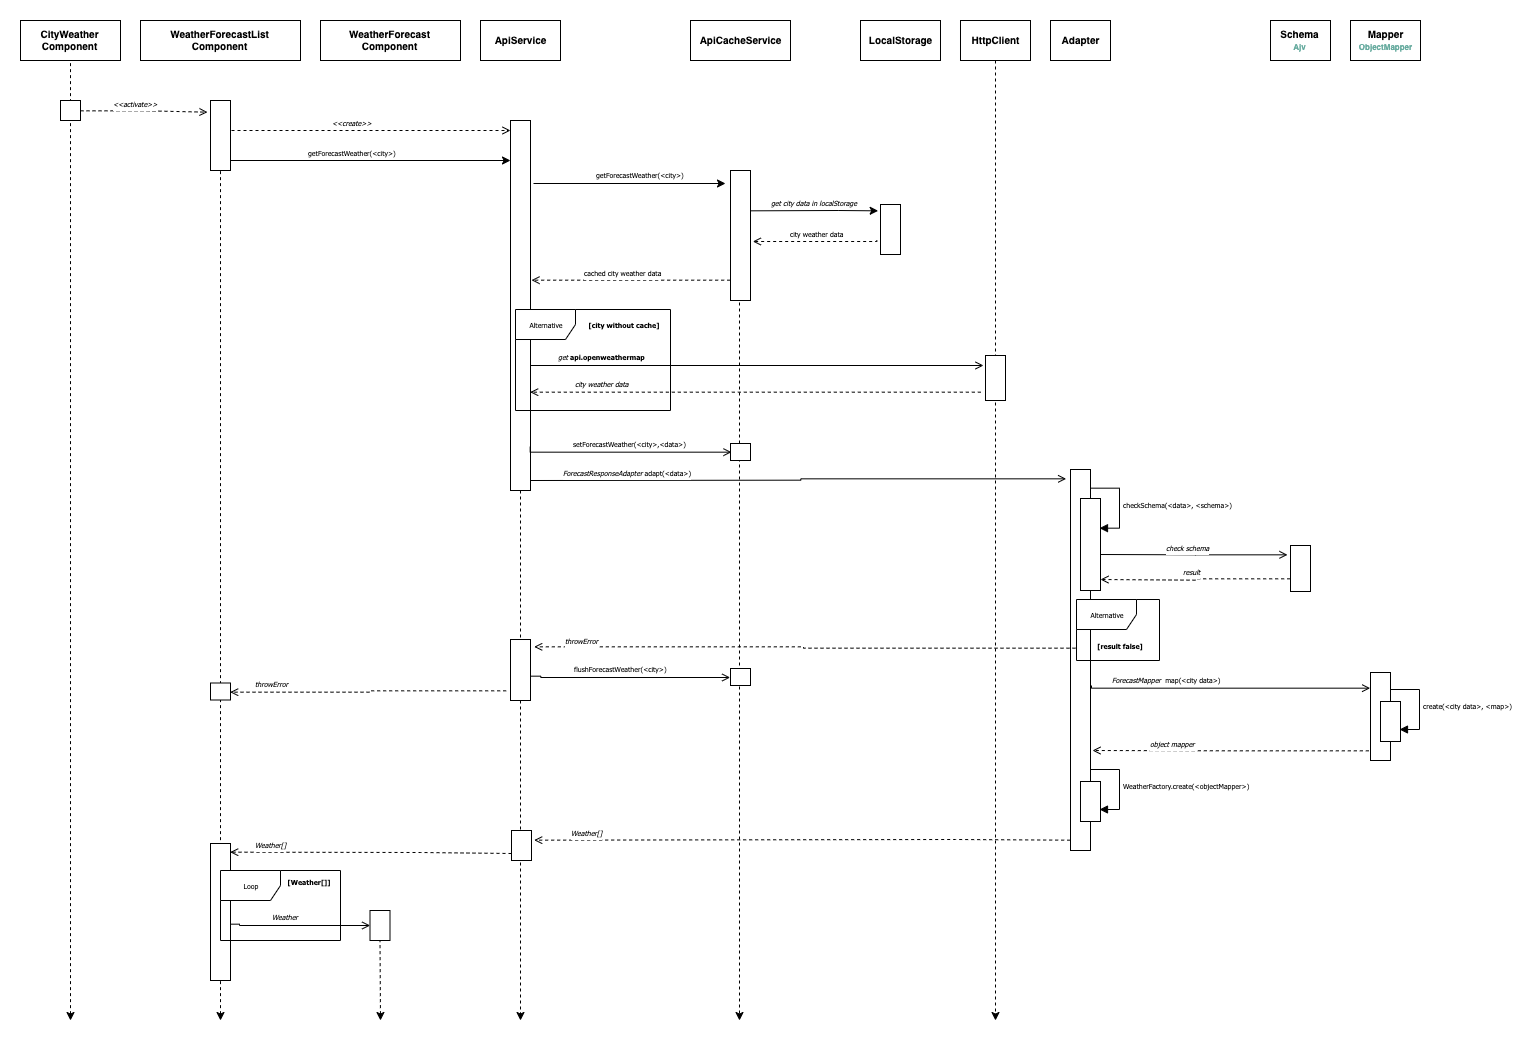 CityWeather
Component
WeatherForecastList
Component
WeatherForecast
Component
ApiService
ApiCacheService
LocalStorage
HttpClient
Adapter
Schema
Ajv
Mapper
ObjectMapper
<<activate>>
<<create>>
getForecastWeather(<city>)
getForecastWeather(<city>)
get city data in localStorage
city weather data
cached city weather data
Alternative
[city without cache]
get api.openweathermap
city weather data
setForecastWeather(<city>,<data>)
ForecastResponseAdapter adapt(<data>)
checkSchema(<data>, <schema>)
check schema
result
Alternative
[result false]
throwError
flushForecastWeather(<city>)
throwError
ForecastMapper map(<city data>)
create(<city data>, <map>)
object mapper
WeatherFactory.create(<objectMapper>)
Weather[]
Weather[]
Loop
[Weather[]]
Weather